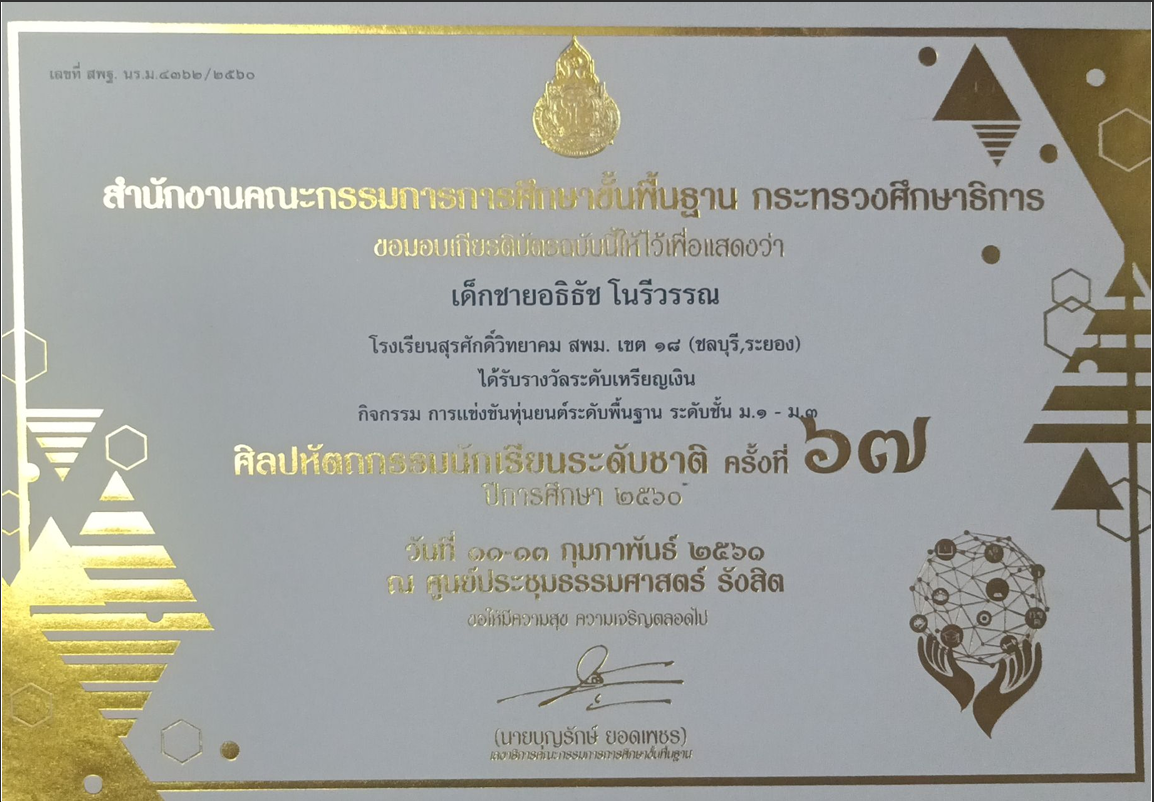 เลขที่ สพฐ. นร.ม.๔๓๖๒/๒๕๖๐
สำนักงานคณะกรรมการการศึกษาขั้นพื้นฐาน กระทรวงศึกษาธิการ
ขอมอบเกียรติบัตรฉบับนี้ให้ไว้เพื่อแสดงว่า
เด็กชายอธิธัช โนรีวรรณ
โรงเรียนสุรศักดิ์วิทยาคม สพม. เขต ๑๘ (ชลบุรี,ระยอง)
ได้รับรางวัลระดับเหรียญเงิน
กิจกรรม การแข่งขันหุ่นยนต์ระดับพื้นฐาน ระดับชั้น ม.๑ - ม.๓
ศิลปหัตถกรรมนักเรียนระดับชาติ ครั้งที่ ๖๗
ปีการศึกษา ๒๕๖๐
วันที่ ๑๑-๑๓ กุมภาพันธ์ ๒๕๖๑
ณ ศูนย์ประชุมธรรมศาสตร์ รังสิต
ขอให้มีความสุข ความเจริญตลอดไป
(นายบุญรักษ์ ยอดเพชร)
เลขาธิการคณะกรรมการการศึกษาขั้นพื้นฐาน